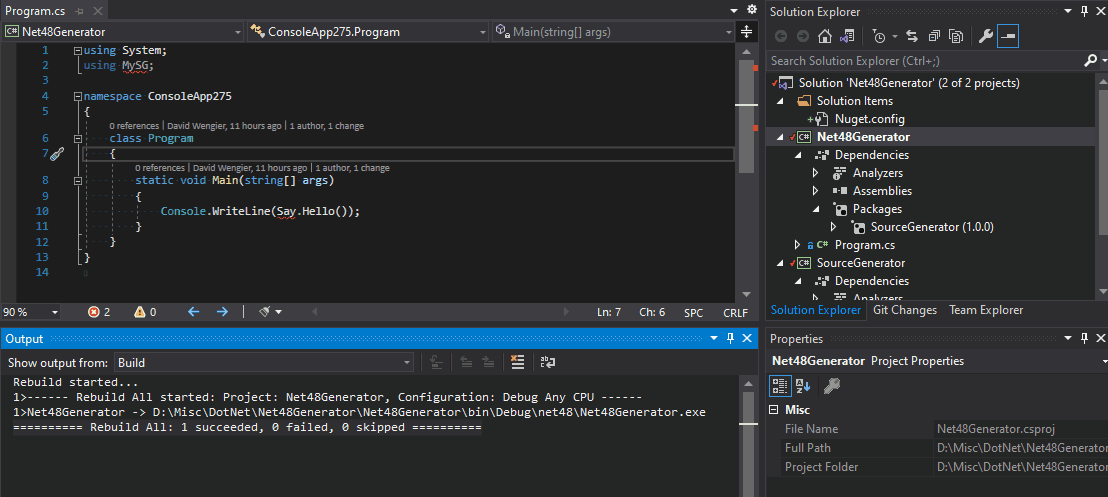 Program.cs
Net48Generator
ConsoleApp275.Program
Main(string[] args)
1 using System;
2 using MySG;
3
4 namespace ConsoleApp275
5 {
0 references | David Wengier, 11 hours ago | 1 author, 1 change
6 class Program
7 {
0 references | David Wengier, 11 hours ago | 1 author, 1 change
8 static void Main(string[] args)
9 {
10 Console.WriteLine(Say.Hello());
11 }
12 }
13 }
14
90 % 2 0 Ln: 7 Ch: 6 SPC CRLF
Output
Show output from: Build
Rebuild started...
1>------ Rebuild All started: Project: Net48Generator, Configuration: Debug Any CPU ------
1>Net48Generator -> D:\Misc\DotNet\Net48Generator\Net48Generator\bin\Debug\net48\Net48Generator.exe
========== Rebuild All: 1 succeeded, 0 failed, 0 skipped ==========
Solution Explorer
Search Solution Explorer (Ctrl+;)
Solution 'Net48Generator' (2 of 2 projects)
Solution Items
Nuget.config
C# Net48Generator
Dependencies
Analyzers
Assemblies
Packages
SourceGenerator (1.0.0)
C# Program.cs
C# SourceGenerator
Dependencies
Analyzers
Solution Explorer Git Changes Team Explorer
Properties
Net48Generator Project Properties
Misc
File Name Net48Generator.csproj
Full Path D:\Misc\DotNet\Net48Generator
Project Folder D:\Misc\DotNet\Net48Generator